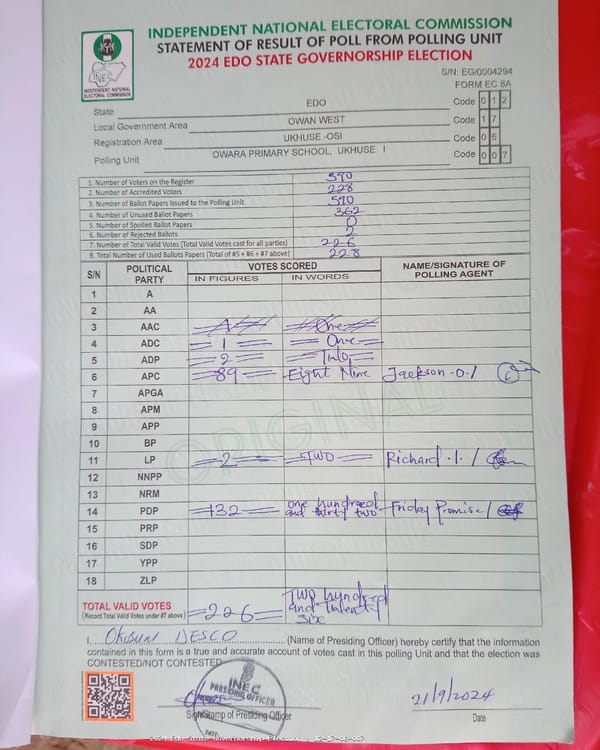 INDEPENDENT NATIONAL ELECTORAL COMMISSION
STATEMENT OF RESULT OF POLL FROM POLLING UNIT
2024 EDO STATE GOVERNORSHIP ELECTION
INEC
INDEPENDENT NATIONAL ELECTORAL COMMISSION
S/N: EG/0004294
FORM EC 8A
State EDO Code 0 1 2
Local Government Area OWAN WEST Code 1 7
Registration Area UKHUSE -OSI Code 0 6
Polling Unit OWARA PRIMARY SCHOOL, UKHUSE I Code 0 0 7
1. Number of Voters on the Register 590
2. Number of Accredited Voters 228
3. Number of Ballot Papers Issued to the Polling Unit 590
4. Number of Unused Ballot Papers 362
5. Number of Spoiled Ballot Papers 0
6. Number of Rejected Ballots 2
7. Number of Total Valid Votes (Total Valid Votes cast for all parties) 226
8. Total Number of Used Ballots Papers (Total of #5 + #6 + #7 above) 228
S/N POLITICAL PARTY VOTES SCORED NAME/SIGNATURE OF POLLING AGENT
IN FIGURES IN WORDS
1 A
2 AA
3 AAC One
4 ADC 1 One
5 ADP 2 Two
6 APC 89 Eight Nine Jackson .O./
7 APGA
8 APM
9 APP
10 BP
11 LP 2 TWO Richard .I. /
12 NNPP
13 NRM
14 PDP 132 one hundreed and thirty two Friday Promise /
15 PRP
16 SDP
17 YPP
18 ZLP
TOTAL VALID VOTES 226 Two hundreed and twenty six
(Record Total Valid Votes under #7 above)
I, (Name of Presiding Officer) hereby certify that the information
contained in this form is a true and accurate account of votes cast in this polling Unit and that the election was
CONTESTED/NOT CONTESTED
INEC
PRESIDING OFFICER
DATE:
Sign/Stamp of Presiding Officer
21/9/2024
Date
ORIGINAL